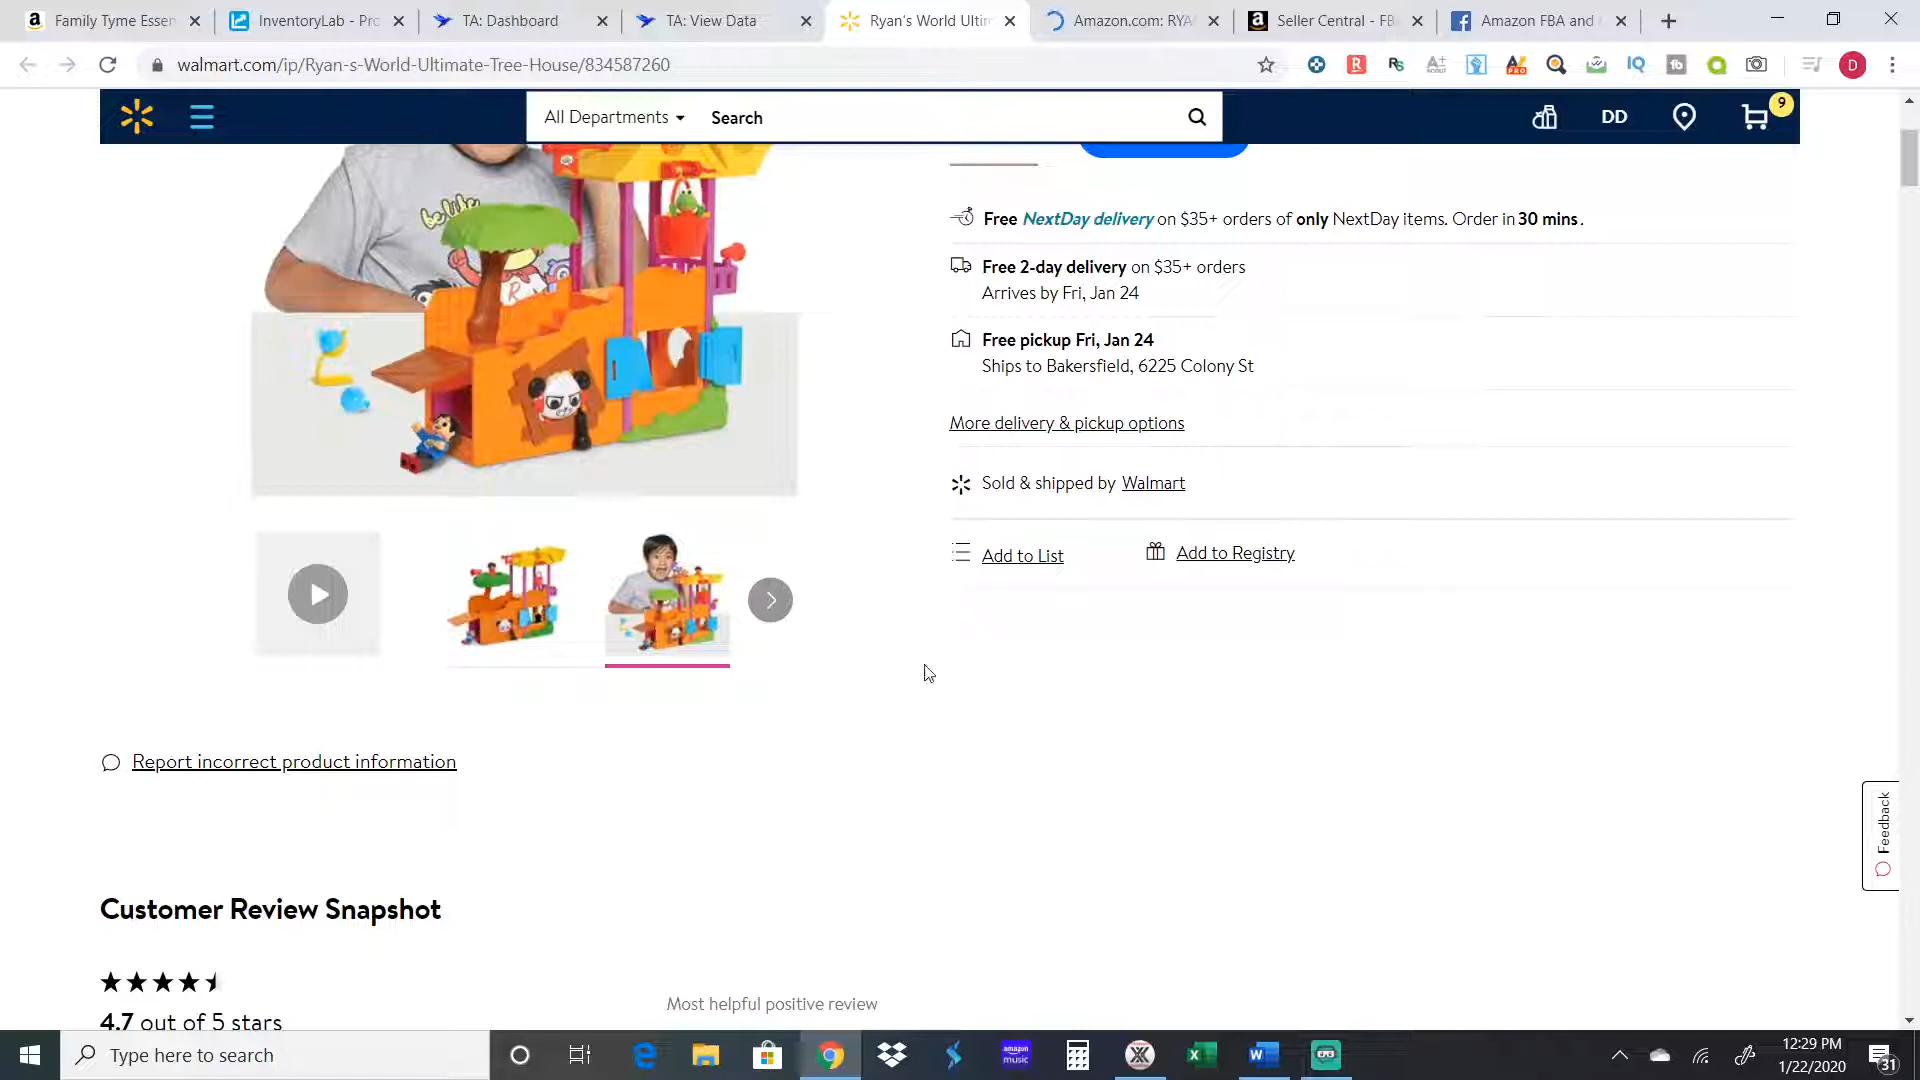 Family Tyme Essen
InventoryLab - Pro
TA: Dashboard
TA: View Data
Ryan's World Ultim
Amazon.com: RYA
Seller Central - FB
Amazon FBA and
walmart.com/ip/Ryan-s-World-Ultimate-Tree-House/834587260
D
All Departments
Search
DD
9
be like
Free NextDay delivery on $35+ orders of only NextDay items. Order in 30 mins.
Free 2-day delivery on $35+ orders
Arrives by Fri, Jan 24
Free pickup Fri, Jan 24
Ships to Bakersfield, 6225 Colony St
More delivery & pickup options
Sold & shipped by Walmart
Add to List
Add to Registry
Report incorrect product information
Feedback
Customer Review Snapshot
4.7 out of 5 stars
Most helpful positive review
Type here to search
amazon music
12:29 PM
1/22/2020
31